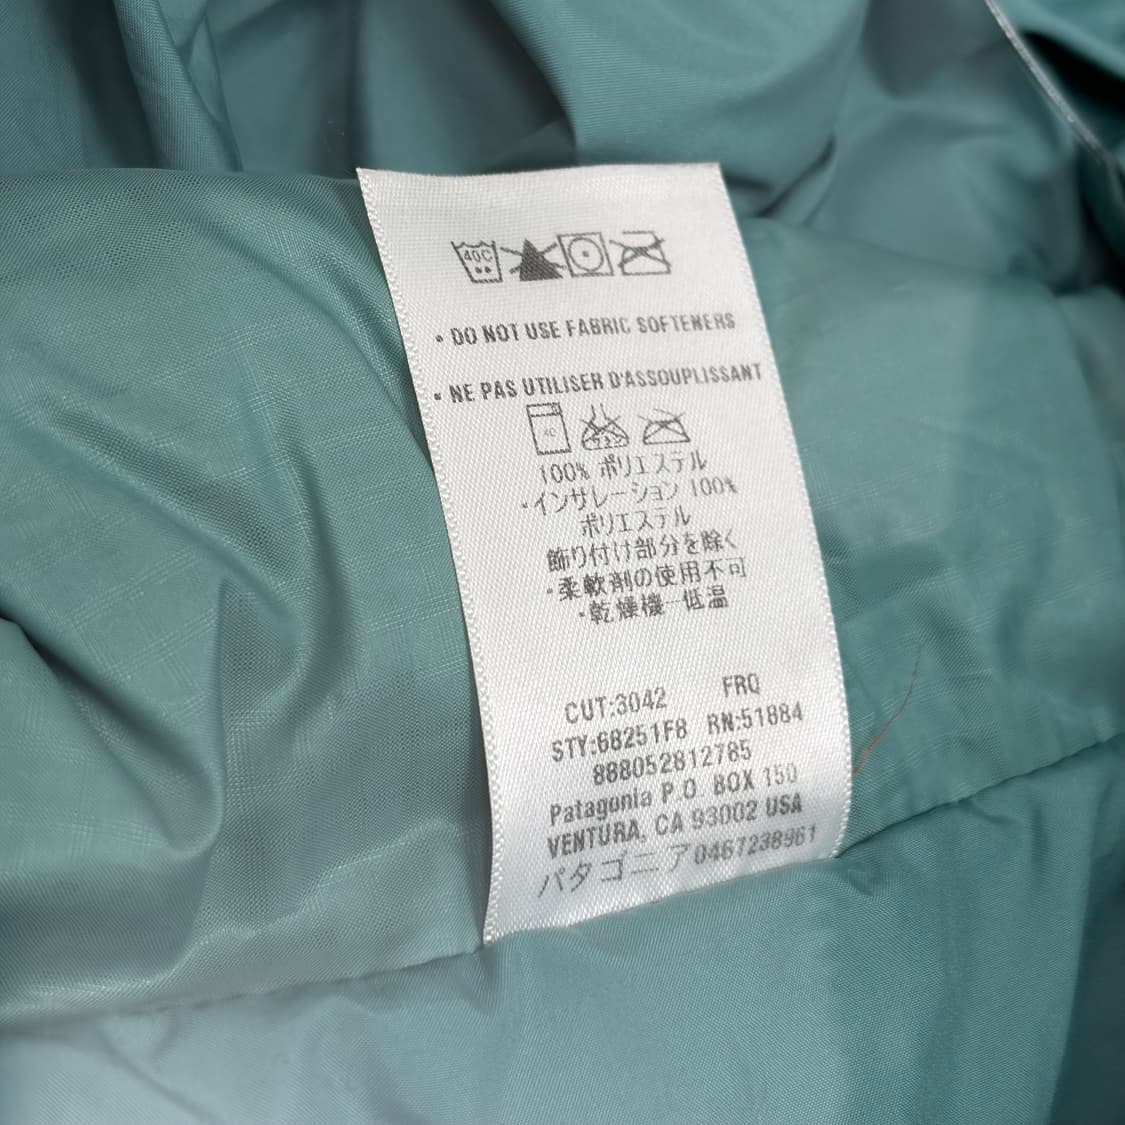 40C
• DO NOT USE FABRIC SOFTENERS
• NE PAS UTILISER D'ASSOUPLISSANT
100% ポリエステル
・インサレーション 100%
ポリエステル
飾り付け部分を除く
・柔軟剤の使用不可
・乾燥機一低温
CUT:3042 FRO
STY:68251F8 RN:51884
888052812785
Patagonia P.O BOX 150
VENTURA, CA 93002 USA
パタゴニア0467238961